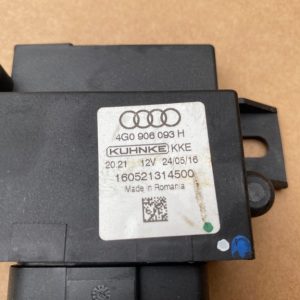 4G0 906 093 H
KUHNKE KKE
20 21 12V 24/05/16
160521314500
Made in Romania